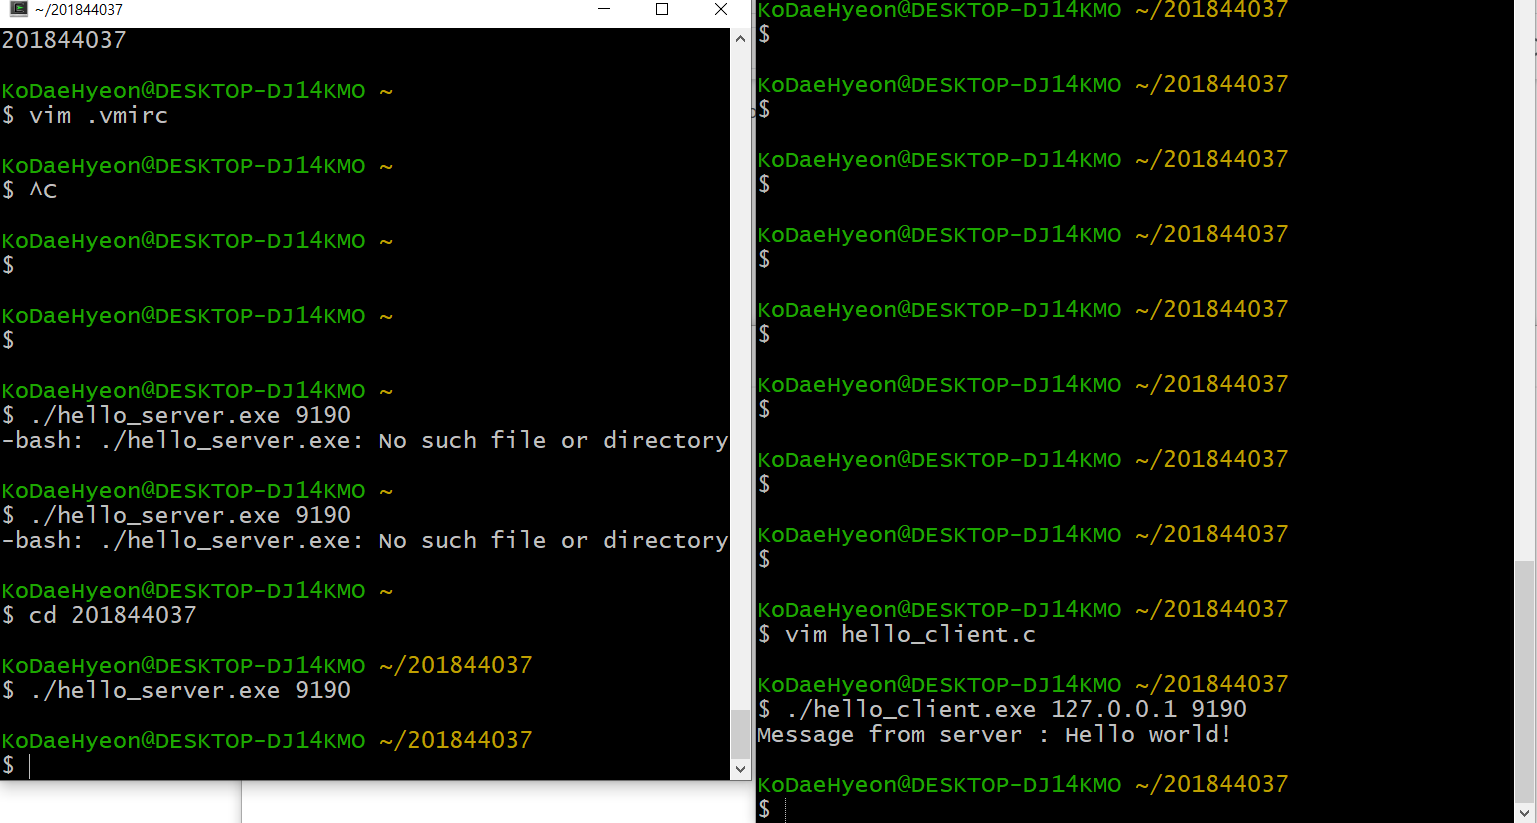 ~/201844037
201844037
KoDaeHyeon@DESKTOP-DJ14KMO ~
$ vim .vmirc
KoDaeHyeon@DESKTOP-DJ14KMO ~
$ ^C
KoDaeHyeon@DESKTOP-DJ14KMO ~
$
KoDaeHyeon@DESKTOP-DJ14KMO ~
$
KoDaeHyeon@DESKTOP-DJ14KMO ~
$ ./hello_server.exe 9190
-bash: ./hello_server.exe: No such file or directory
KoDaeHyeon@DESKTOP-DJ14KMO ~
$ ./hello_server.exe 9190
-bash: ./hello_server.exe: No such file or directory
KoDaeHyeon@DESKTOP-DJ14KMO ~
$ cd 201844037
KoDaeHyeon@DESKTOP-DJ14KMO ~/201844037
$ ./hello_server.exe 9190
KoDaeHyeon@DESKTOP-DJ14KMO ~/201844037
$
KoDaeHyeon@DESKTOP-DJ14KMO ~/201844037
$
KoDaeHyeon@DESKTOP-DJ14KMO ~/201844037
$
KoDaeHyeon@DESKTOP-DJ14KMO ~/201844037
$
KoDaeHyeon@DESKTOP-DJ14KMO ~/201844037
$
KoDaeHyeon@DESKTOP-DJ14KMO ~/201844037
$
KoDaeHyeon@DESKTOP-DJ14KMO ~/201844037
$
KoDaeHyeon@DESKTOP-DJ14KMO ~/201844037
$
KoDaeHyeon@DESKTOP-DJ14KMO ~/201844037
$
KoDaeHyeon@DESKTOP-DJ14KMO ~/201844037
$ vim hello_client.c
KoDaeHyeon@DESKTOP-DJ14KMO ~/201844037
$ ./hello_client.exe 127.0.0.1 9190
Message from server : Hello world!
KoDaeHyeon@DESKTOP-DJ14KMO ~/201844037
$